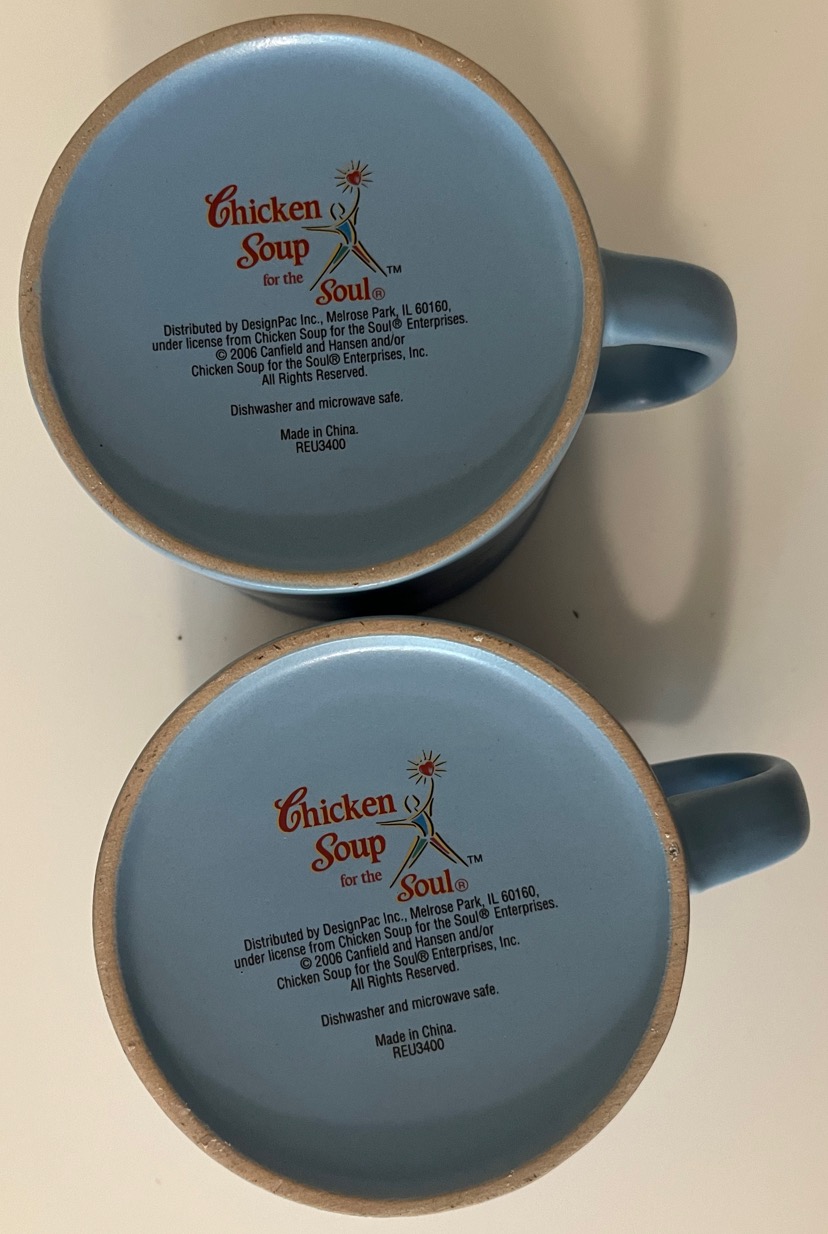 Chicken
Soup
for the
Soul® ™
Distributed by DesignPac Inc., Melrose Park, IL 60160,
under license from Chicken Soup for the Soul® Enterprises.
© 2006 Canfield and Hansen and/or
Chicken Soup for the Soul® Enterprises, Inc.
All Rights Reserved.
Dishwasher and microwave safe.
Made in China.
REU3400
Chicken
Soup
for the
Soul® ™
Distributed by DesignPac Inc., Melrose Park, IL 60160,
under license from Chicken Soup for the Soul® Enterprises.
© 2006 Canfield and Hansen and/or
Chicken Soup for the Soul® Enterprises, Inc.
All Rights Reserved.
Dishwasher and microwave safe.
Made in China.
REU3400